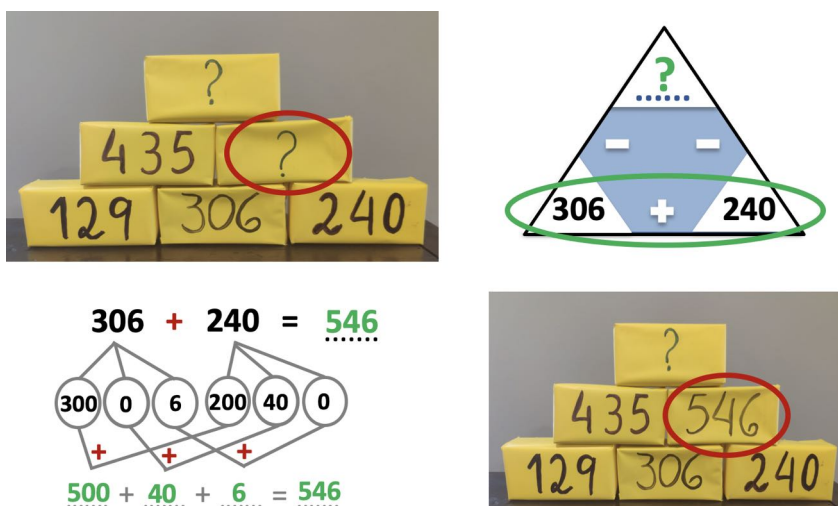 ?
435 ?
129 306 240
?
- -
306 + 240
306 + 240 = 546
300 0 6 200 40 0
+ + +
500 + 40 + 6 = 546
?
435 546
129 306 240